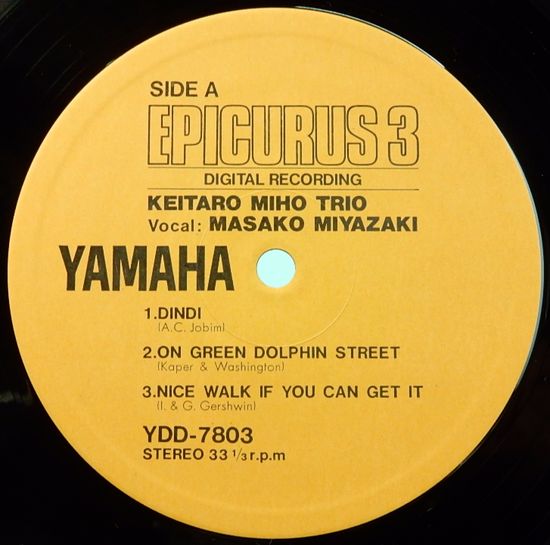 SIDE A
EPICURUS 3
DIGITAL RECORDING
KEITARO MIHO TRIO
Vocal: MASAKO MIYAZAKI
YAMAHA
1.DINDI
(A.C. Jobim)
2.ON GREEN DOLPHIN STREET
(Kaper & Washington)
3.NICE WALK IF YOU CAN GET IT
(I. & G. Gershwin)
YDD-7803
STEREO 33 1/3 r.p.m